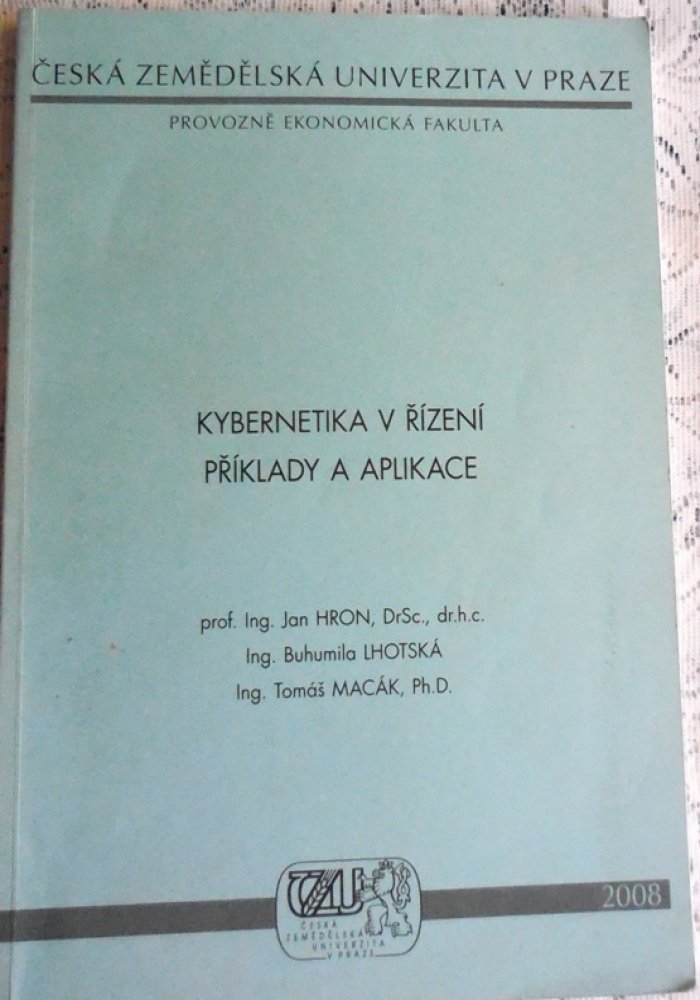 ČESKÁ ZEMĚDĚLSKÁ UNIVERZITA V PRAZE
PROVOZNĚ EKONOMICKÁ FAKULTA
KYBERNETIKA V ŘÍZENÍ
PŘÍKLADY A APLIKACE
prof. Ing. Jan HRON, DrSc., dr.h.c.
Ing. Buhumila LHOTSKÁ
Ing. Tomáš MACÁK, Ph.D.
ČZU
ČESKÁ
ZEMĚDĚLSKÁ
UNIVERZITA
V PRAZE
2008